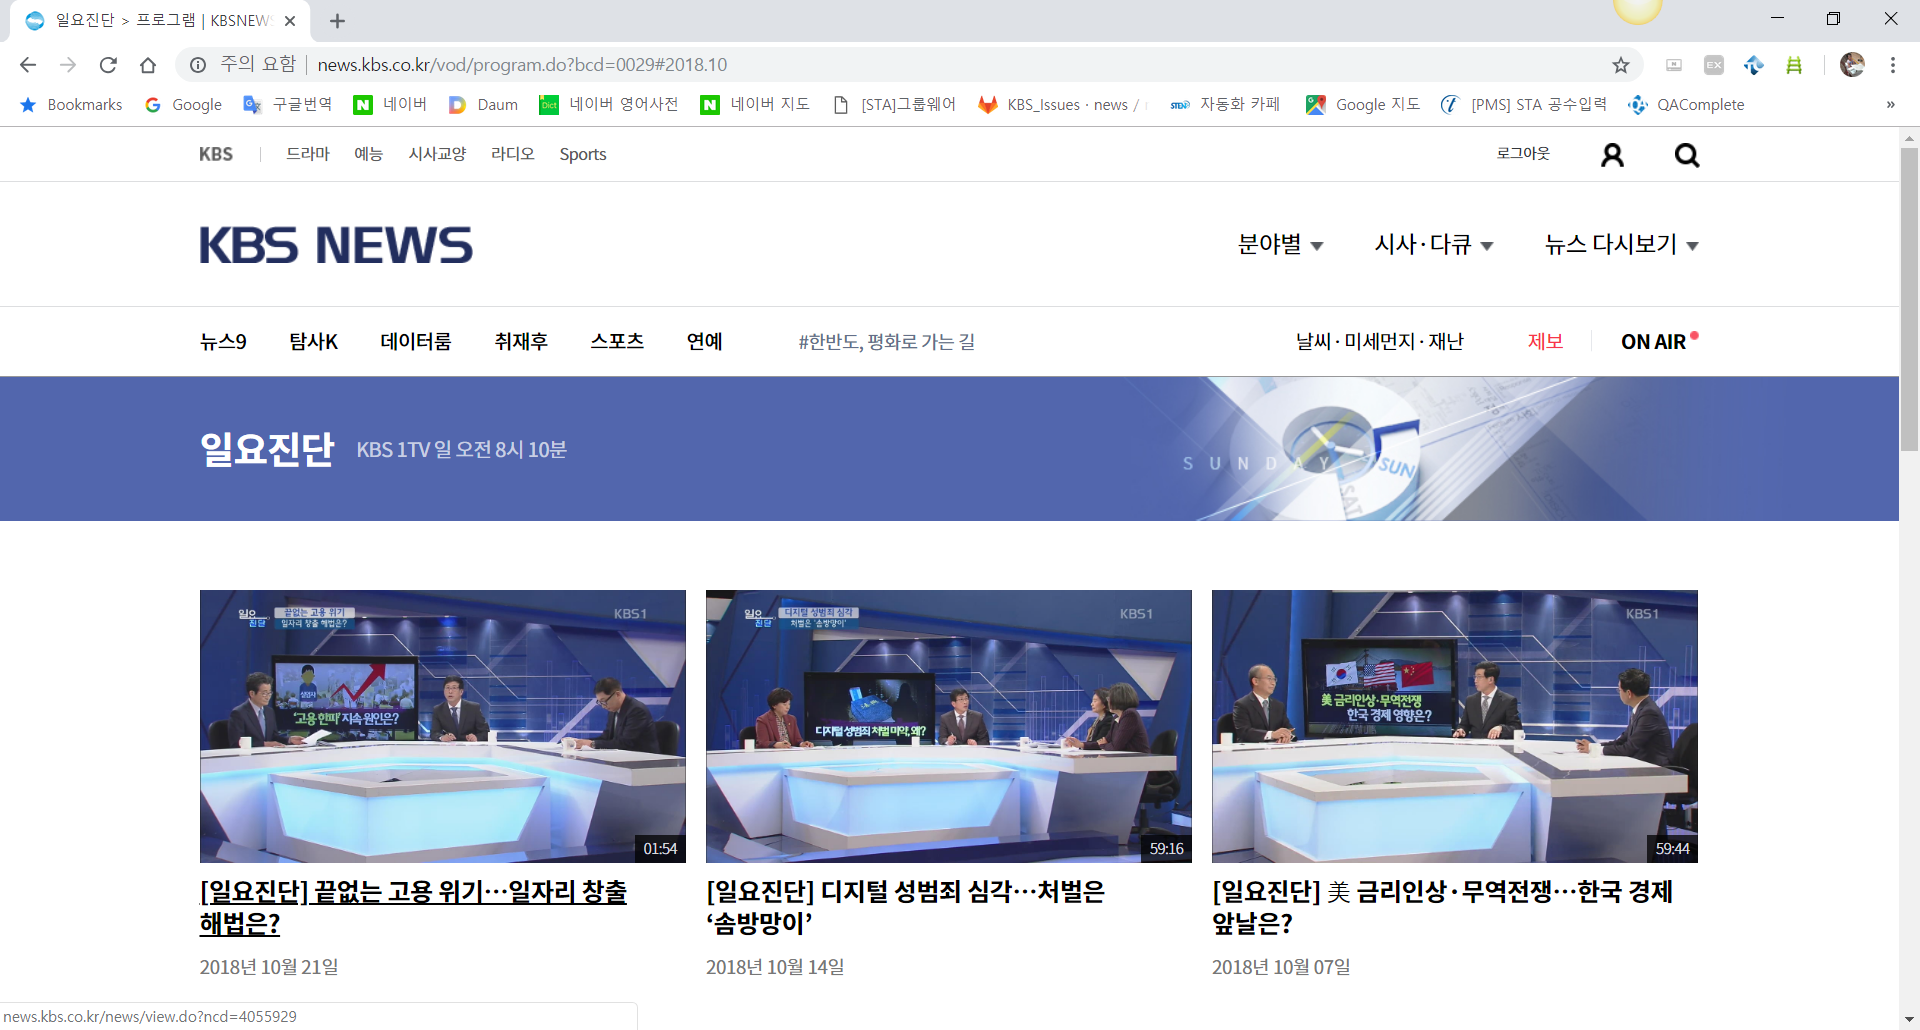 일요진단 > 프로그램 | KBSNEWS
주의 요함 | news.kbs.co.kr/vod/program.do?bcd=0029#2018.10
Bookmarks Google 구글번역 네이버 Daum 네이버 영어사전 네이버 지도 [STA]그룹웨어 KBS_Issues · news / 자동화 카페 Google 지도 [PMS] STA 공수입력 QAComplete »
KBS 드라마 예능 시사교양 라디오 Sports 로그아웃
KBS NEWS 분야별 시사·다큐 뉴스 다시보기
뉴스9 탐사K 데이터룸 취재후 스포츠 연예 #한반도, 평화로 가는 길 날씨·미세먼지·재난 제보 ON AIR
일요진단 KBS 1TV 일 오전 8시 10분
SUNDAY
SUN
SAT
일요진단
끝없는 고용 위기
일자리 창출 해법은?
KBS1
'고용 한파' 지속 원인은?
01:54
일요진단
디지털 성범죄 심각
처벌은 '솜방망이'
KBS1
디지털 성범죄 처벌 미약, 왜?
59:16
KBS1
美 금리인상·무역전쟁
한국 경제 영향은?
59:44
[일요진단] 끝없는 고용 위기…일자리 창출
해법은?
2018년 10월 21일
[일요진단] 디지털 성범죄 심각…처벌은
‘솜방망이’
2018년 10월 14일
[일요진단] 美 금리인상·무역전쟁…한국 경제
앞날은?
2018년 10월 07일
news.kbs.co.kr/news/view.do?ncd=4055929